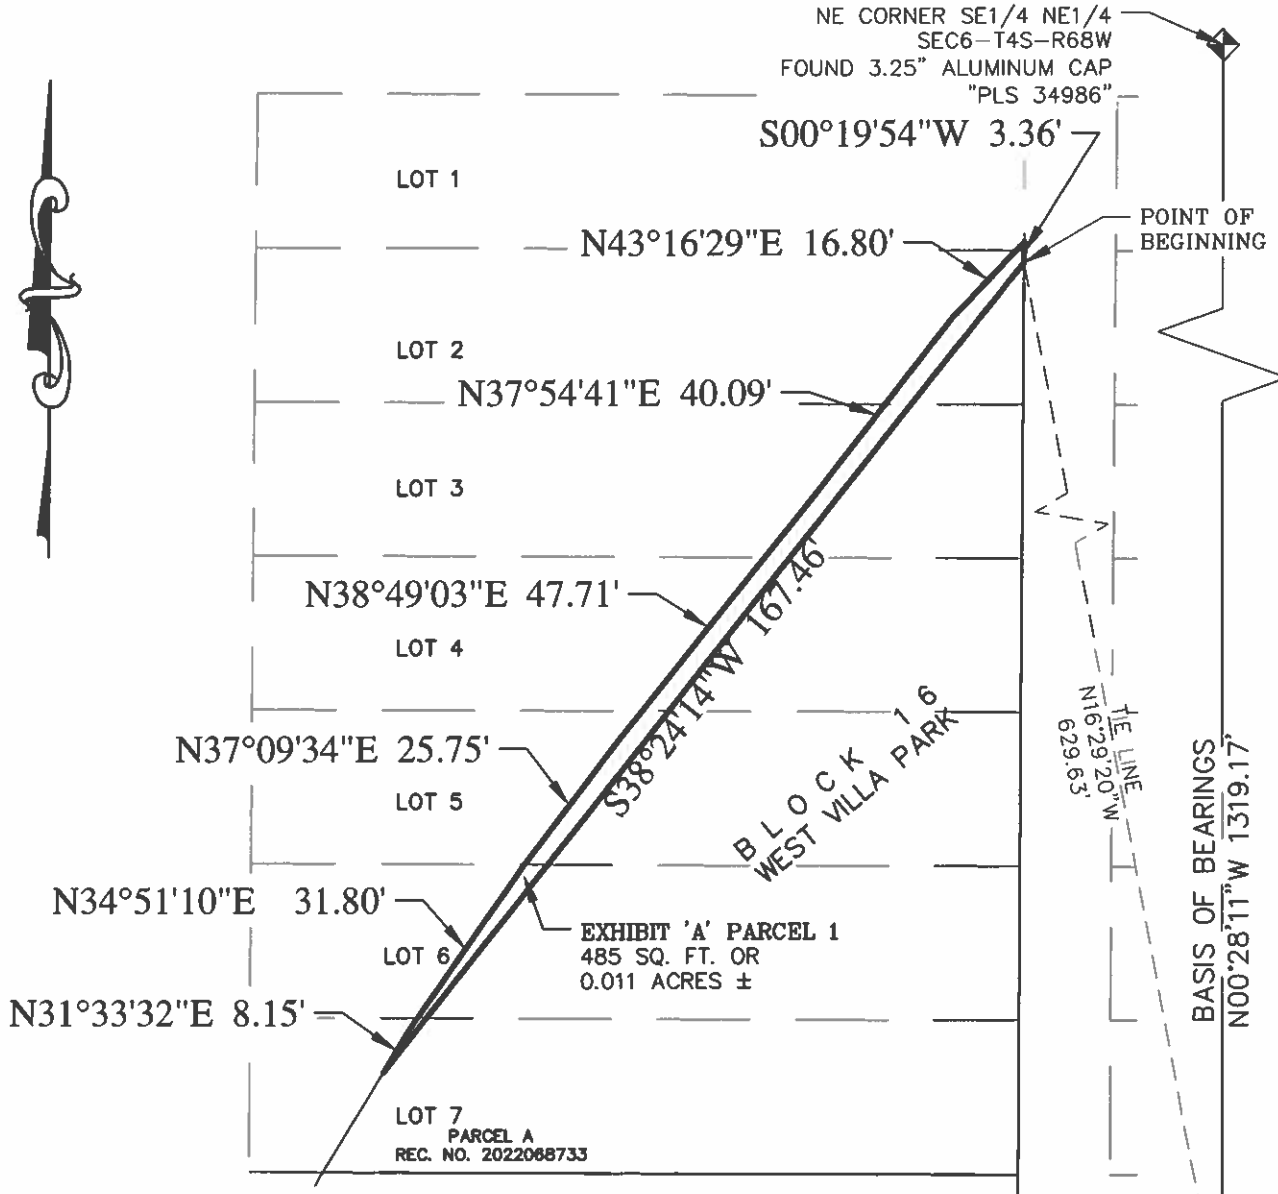 NE CORNER SE1/4 NE1/4
SEC6-T4S-R68W
FOUND 3.25" ALUMINUM CAP
"PLS 34986"
S00°19'54"W 3.36'
LOT 1
POINT OF
BEGINNING
N43°16'29"E 16.80'
LOT 2
N37°54'41"E 40.09'
LOT 3
N38°49'03"E 47.71'
S38°24'14"W 167.46'
LOT 4
N37°09'34"E 25.75'
LOT 5
BLOCK 16
WEST VILLA PARK
TIE LINE
N16°29'20"W
629.63'
BASIS OF BEARINGS
N00°28'11"W 1319.17'
N34°51'10"E 31.80'
EXHIBIT 'A' PARCEL 1
485 SQ. FT. OR
0.011 ACRES ±
LOT 6
N31°33'32"E 8.15'
LOT 7
PARCEL A
REC. NO. 2022068733